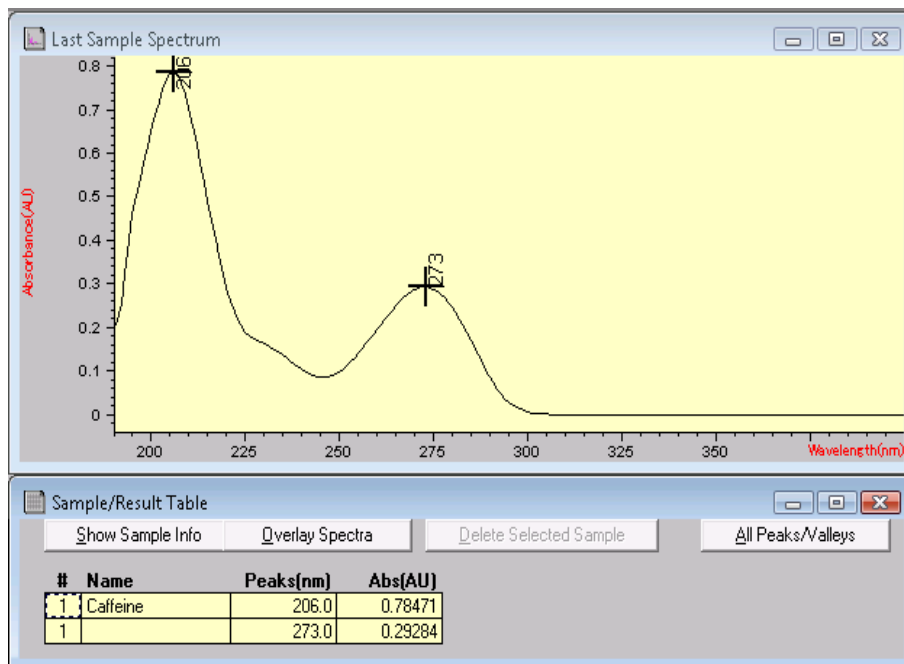 Last Sample Spectrum
Absorbance(AU)
0.8
0.7
0.6
0.5
0.4
0.3
0.2
0.1
0
206
273
200 225 250 275 300 325 350 Wavelength(nm)
Sample/Result Table
Show Sample Info Overlay Spectra Delete Selected Sample All Peaks/Valleys
# Name Peaks(nm) Abs(AU)
1 Caffeine 206.0 0.78471
1 273.0 0.29284